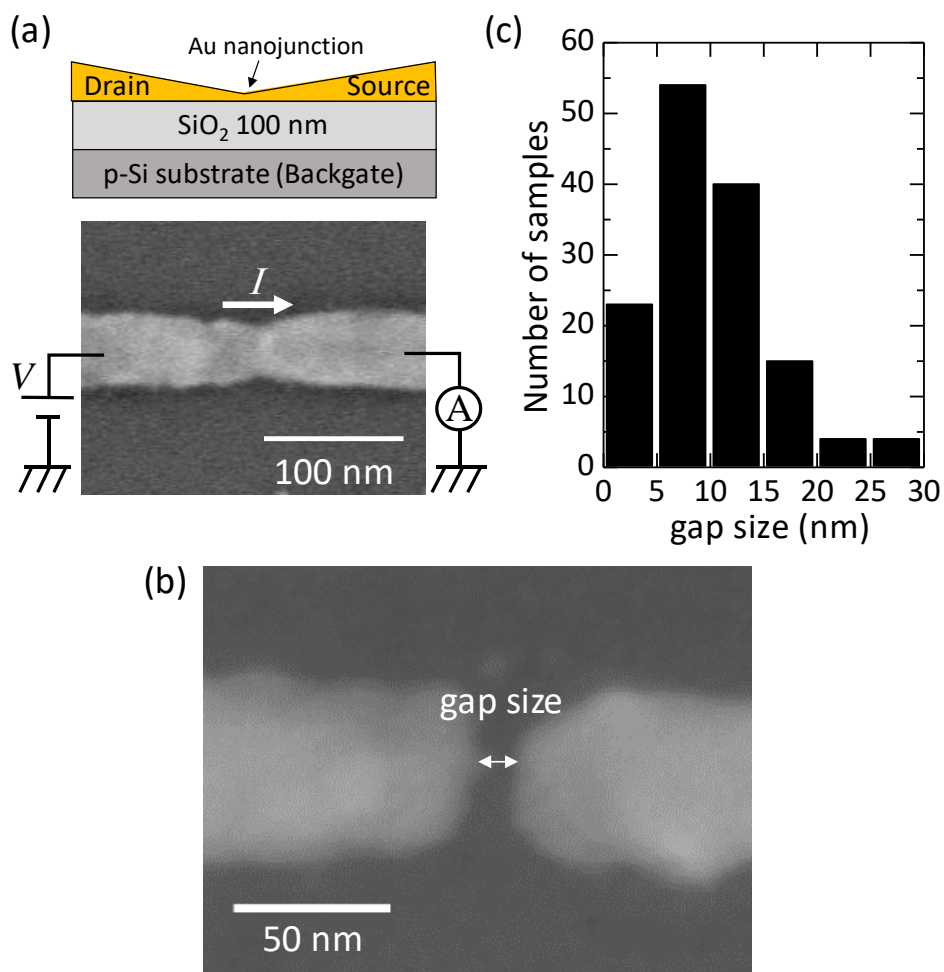 (a)
Au nanojunction
Drain
Source
SiO₂ 100 nm
p-Si substrate (Backgate)
I
V
A
100 nm
(c)
Number of samples
60
50
40
30
20
10
0
0 5 10 15 20 25 30
gap size (nm)
(b)
gap size
50 nm